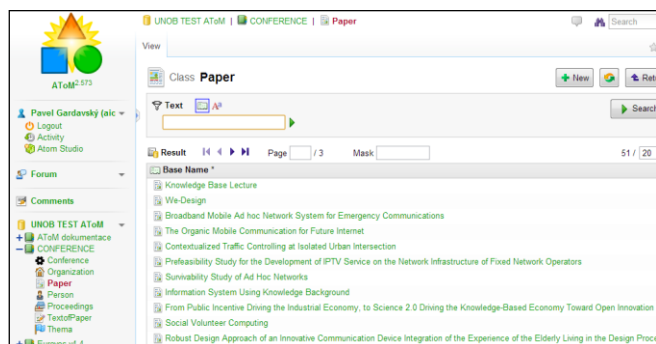 UNOB TEST AToM | CONFERENCE | Paper
Search
View
AToM2.573
Class Paper
New
Retu
Pavel Gardavský (aic
Logout
Activity
Atom Studio
Text
Search
Forum
Result
Page / 3
Mask
51 / 20
Comments
Base Name *
Knowledge Base Lecture
We-Design
Broadband Mobile Ad hoc Network System for Emergency Communications
The Organic Mobile Communication for Future Internet
Contextualized Traffic Controlling at Isolated Urban Intersection
Prefeasibility Study for the Development of IPTV Service on the Network Infrastructure of Fixed Network Operators
Survivability Study of Ad Hoc Networks
Information System Using Knowledge Background
From Public Incentive Driving the Industrial Economy, to Science 2.0 Driving the Knowledge-Based Economy Toward Open Innovation
Social Volunteer Computing
Robust Design Approach of an Innovative Communication Device Integration of the Experience of the Elderly Living in the Design Proce
UNOB TEST AToM
AToM dokumentace
CONFERENCE
Conference
Organization
Paper
Person
Proceedings
TextofPaper
Thema